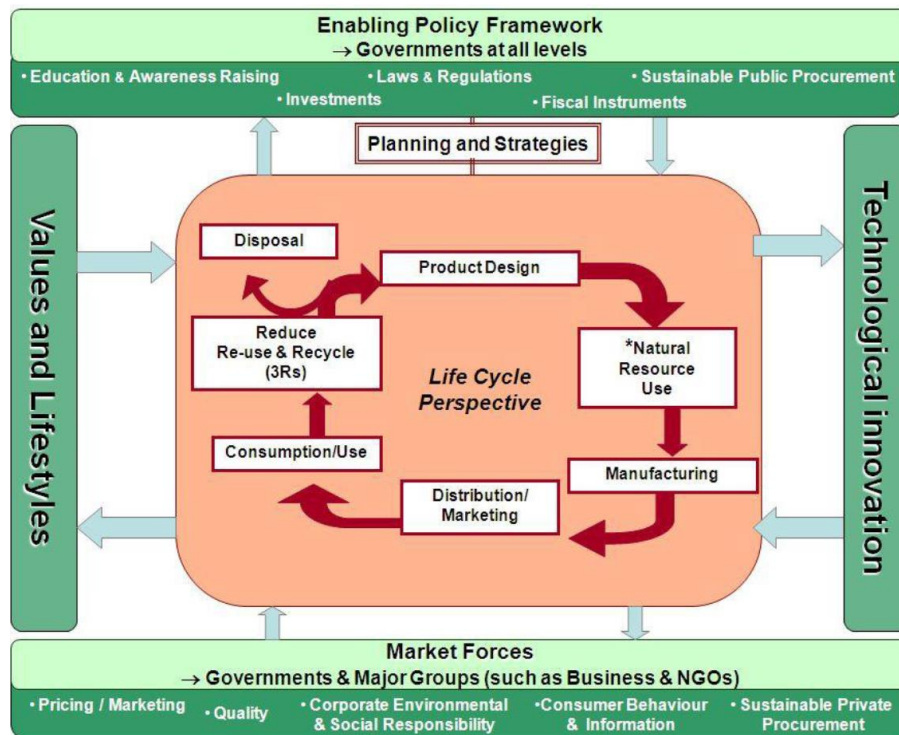 Enabling Policy Framework
→ Governments at all levels
• Education & Awareness Raising
• Laws & Regulations
• Sustainable Public Procurement
• Investments
• Fiscal Instruments
Planning and Strategies
Values and Lifestyles
Technological innovation
Disposal
Product Design
Reduce
Re-use & Recycle
(3Rs)
*Natural
Resource
Use
Life Cycle
Perspective
Consumption/Use
Manufacturing
Distribution/
Marketing
Market Forces
→ Governments & Major Groups (such as Business & NGOs)
• Pricing / Marketing
• Quality
• Corporate Environmental
& Social Responsibility
• Consumer Behaviour
& Information
• Sustainable Private
Procurement